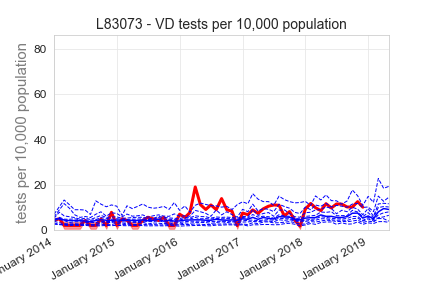 L83073 - VD tests per 10,000 population
tests per 10,000 population
80
60
40
20
0
nuary 2014
January 2015
January 2016
January 2017
January 2018
January 2019